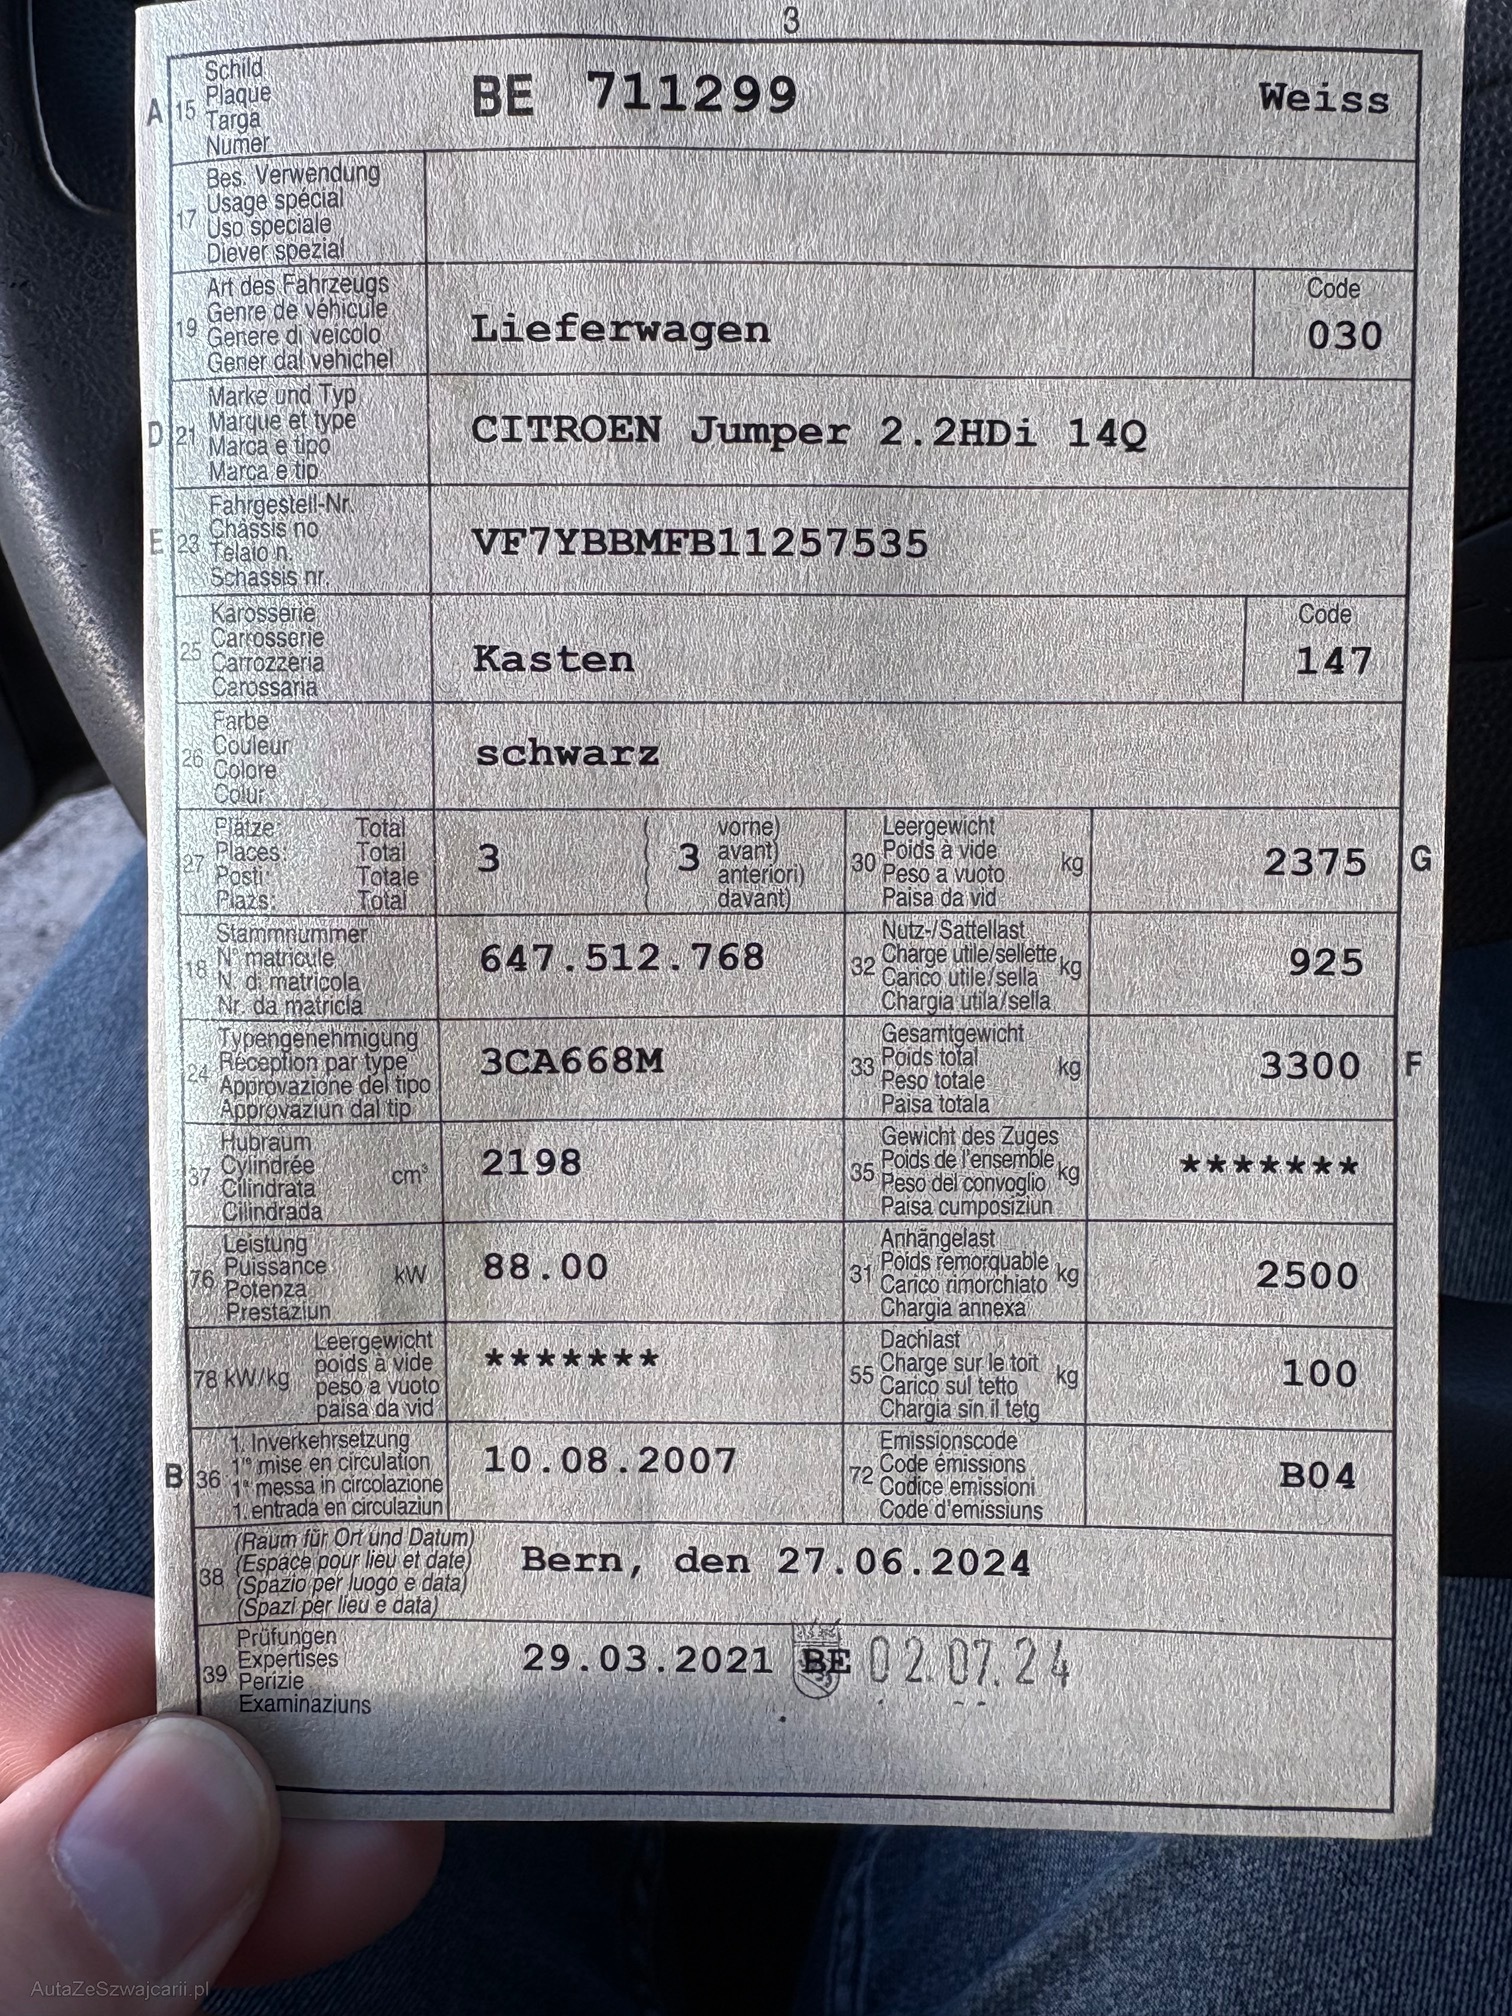 3
A 15 Schild
Plaque
Targa
Numer
BE 711299 Weiss
17 Bes. Verwendung
Usage spécial
Uso speciale
Diever spezial
19 Art des Fahrzeugs
Genre de véhicule
Genere di veicolo
Gener dal vehichel
Lieferwagen
Code
030
D 21 Marke und Typ
Marque et type
Marca e tipo
Marca e tip
CITROEN Jumper 2.2HDi 14Q
E 23 Fahrgestell-Nr.
Châssis no
Telaio n.
Schassis nr.
VF7YBBMFB11257535
25 Karosserie
Carrosserie
Carrozzeria
Carossaria
Kasten
Code
147
26 Farbe
Couleur
Colore
Colur
schwarz
27 Plätze: Total
Places: Total
Posti: Totale
Plazs: Total
3 ( 3 vorne)
( avant)
( anteriori)
( davant)
30 Leergewicht
Poids à vide kg
Peso a vuoto
Paisa da vid
2375 G
18 Stammnummer
N° matricule
N. di matricola
Nr. da matricla
647.512.768
32 Nutz-/Sattellast
Charge utile/sellette kg
Carico utile/sella
Chargia utila/sella
925
24 Typengenehmigung
Réception par type
Approvazione del tipo
Approvaziun dal tip
3CA668M
33 Gesamtgewicht
Poids total kg
Peso totale
Paisa totala
3300 F
37 Hubraum
Cylindrée cm³
Cilindrata
Cilindrada
2198
35 Gewicht des Zuges
Poids de l'ensemble kg
Peso del convoglio
Paisa cumposiziun
*******
76 Leistung
Puissance kW
Potenza
Prestaziun
88.00
31 Anhängelast
Poids remorquable kg
Carico rimorchiato
Chargia annexa
2500
78 kW/kg Leergewicht
poids à vide
peso a vuoto
paisa da vid
*******
55 Dachlast
Charge sur le toit kg
Carico sul tetto
Chargia sin il tetg
100
B 36 1. Inverkehrsetzung
1re mise en circulation
1a messa in circolazione
1. entrada en circulaziun
10.08.2007
72 Emissionscode
Code émissions
Codice emissioni
Code d'emissiuns
B04
38 (Raum für Ort und Datum)
(Espace pour lieu et date)
(Spazio per luogo e data)
(Spazi per lieu e data)
Bern, den 27.06.2024
39 Prüfungen
Expertises
Perizie
Examinaziuns
29.03.2021 BE 02.07.24
AutaZeSzwajcarii.pl